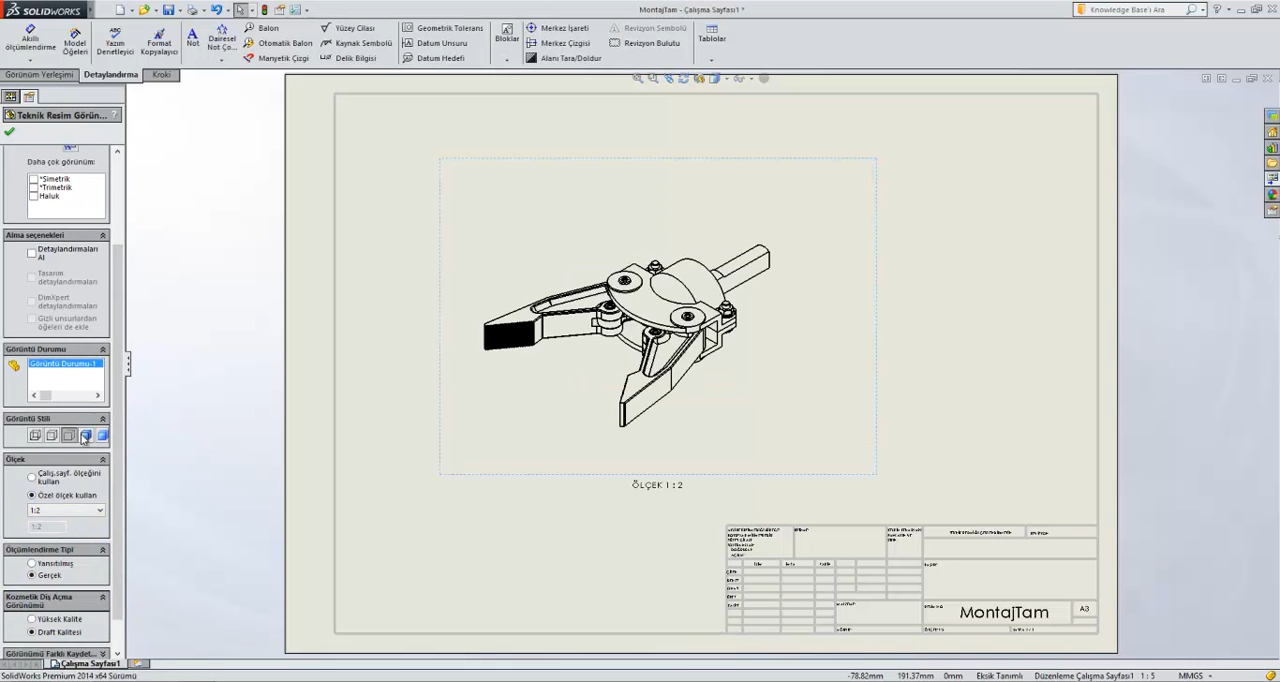 SOLIDWORKS
MontajTam - Çalışma Sayfası1 *
Knowledge Base'i Ara
Akıllı ölçümlendirme
Model Öğeleri
Yazım Denetleyici
Format Kopyalayıcı
Not
Dairesel Not Ço...
Balon
Otomatik Balon
Manyetik Çizgi
Yüzey Cilası
Kaynak Sembolü
Delik Bilgisi
Geometrik Tolerans
Datum Unsuru
Datum Hedefi
Bloklar
Merkez İşareti
Merkez Çizgisi
Alanı Tara/Doldur
Revizyon Sembolü
Revizyon Bulutu
Tablolar
Görünüm Yerleşimi
Detaylandırma
Kroki
Teknik Resim Görün...
Daha çok görünüm:
*Simetrik
*Trimetrik
Haluk
Alma seçenekleri
Detaylandırmaları Al
Tasarım detaylandırmaları
DimXpert detaylandırmaları
Gizli unsurlardan öğeleri de ekle
Görüntü Durumu
Görüntü Durumu-1
Görüntü Stili
Ölçek
Çalış.sayf. ölçeğini kullan
Özel ölçek kullan
1:2
1:2
Ölçümlendirme Tipi
Yansıtılmış
Gerçek
Kozmetik Diş Açma Görünümü
Yüksek Kalite
Draft Kalitesi
Görünümü Farklı Kaydet...
ÖLÇEK 1 : 2
MontajTam
A3
Çalışma Sayfası1
SolidWorks Premium 2014 x64 Sürümü
-78.82mm
191.37mm
0mm
Eksik Tanımlı
Düzenleme Çalışma Sayfası1
1 : 5
MMGS